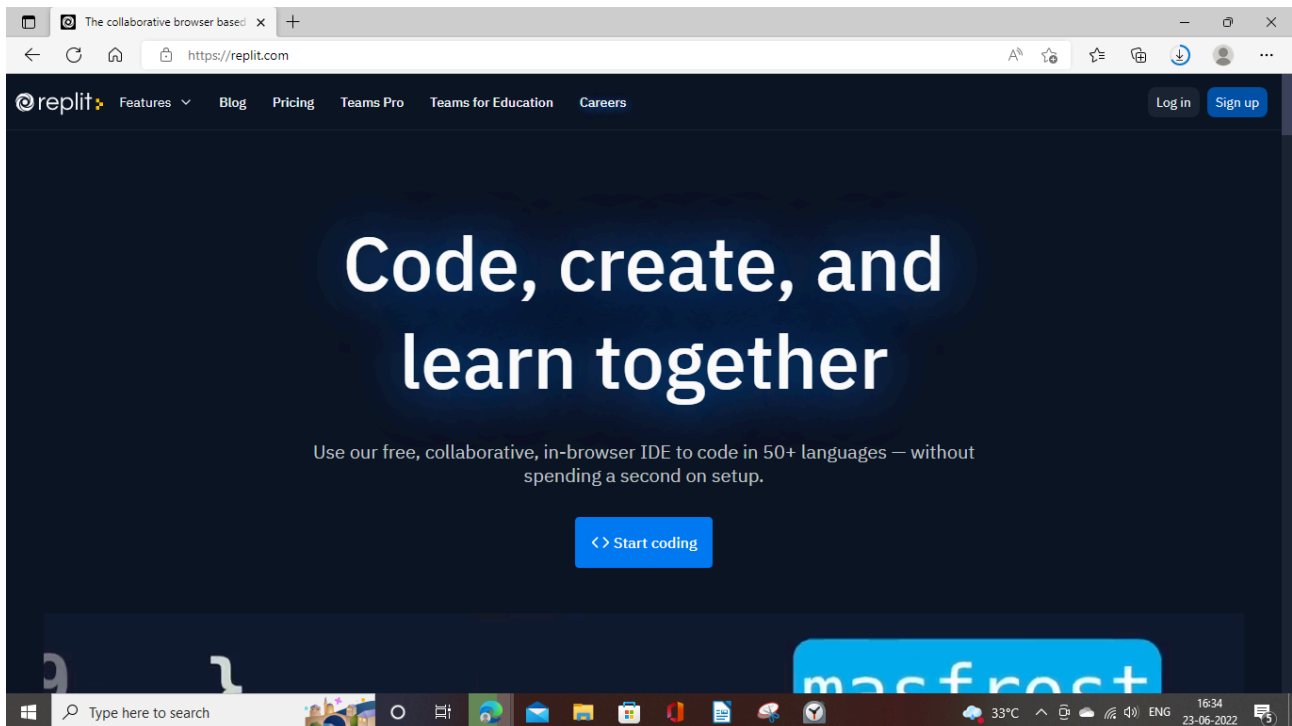 The collaborative browser based
https://replit.com
replit
Features Blog Pricing Teams Pro Teams for Education Careers
Log in Sign up
Code, create, and
learn together
Use our free, collaborative, in-browser IDE to code in 50+ languages — without
spending a second on setup.
<> Start coding
}
masfrost
Type here to search
33°C ENG 16:34
23-06-2022
5